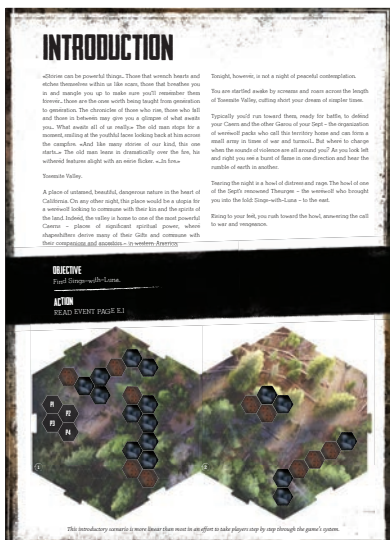 INTRODUCTION
«Stories can be powerful things... Those that wrench hearts and
etches themselves within us like scars, those that breathes you
in and mangle you up to make sure you'll remember them
forever... those are the ones worth being taught from generation
to generation. The chronicles of those who rise, those who fall
and those in between may give you a glimpse of what awaits
you... What awaits all of us really.» The old man stops for a
moment, smiling at the youthful faces looking back at him across
the campfire. «And like many stories of our kind, this one
starts...» The old man leans in dramatically over the fire, his
withered features alight with an eerie flicker. «...In fire.»
Yosemite Valley.
A place of untamed, beautiful, dangerous nature in the heart of
California. On any other night, this place would be a utopia for
a werewolf looking to commune with their kin and the spirits of
the land. Indeed, the valley is home to one of the most powerful
Caerns – places of significant spiritual power, where
shapeshifters derive many of their Gifts and commune with
their companions and ancestors – in western America.
Tonight, however, is not a night of peaceful contemplation.
You are startled awake by screams and roars across the length
of Yosemite Valley, cutting short your dream of simpler times.
Typically you'd run toward them, ready for battle, to defend
your Caern and the other Garou of your Sept – the organization
of werewolf packs who call this territory home and can form a
small army in times of war and turmoil... But where to charge
when the sounds of violence are all around you? As you look left
and right you see a burst of flame in one direction and hear the
rumble of earth in another.
Tearing the night is a howl of distress and rage. The howl of one
of the Sept's renowned Theurges – the werewolf who brought
you into the fold: Sings-with-Luna – to the east.
Rising to your feet, you rush toward the howl, answering the call
to war and vengeance.
OBJECTIVE
Find Sings-with-Luna.
ACTION
READ EVENT PAGE E.1
P1
P2
P3
P4
This introductory scenario is more linear than most in an effort to take players step by step through the game's system.